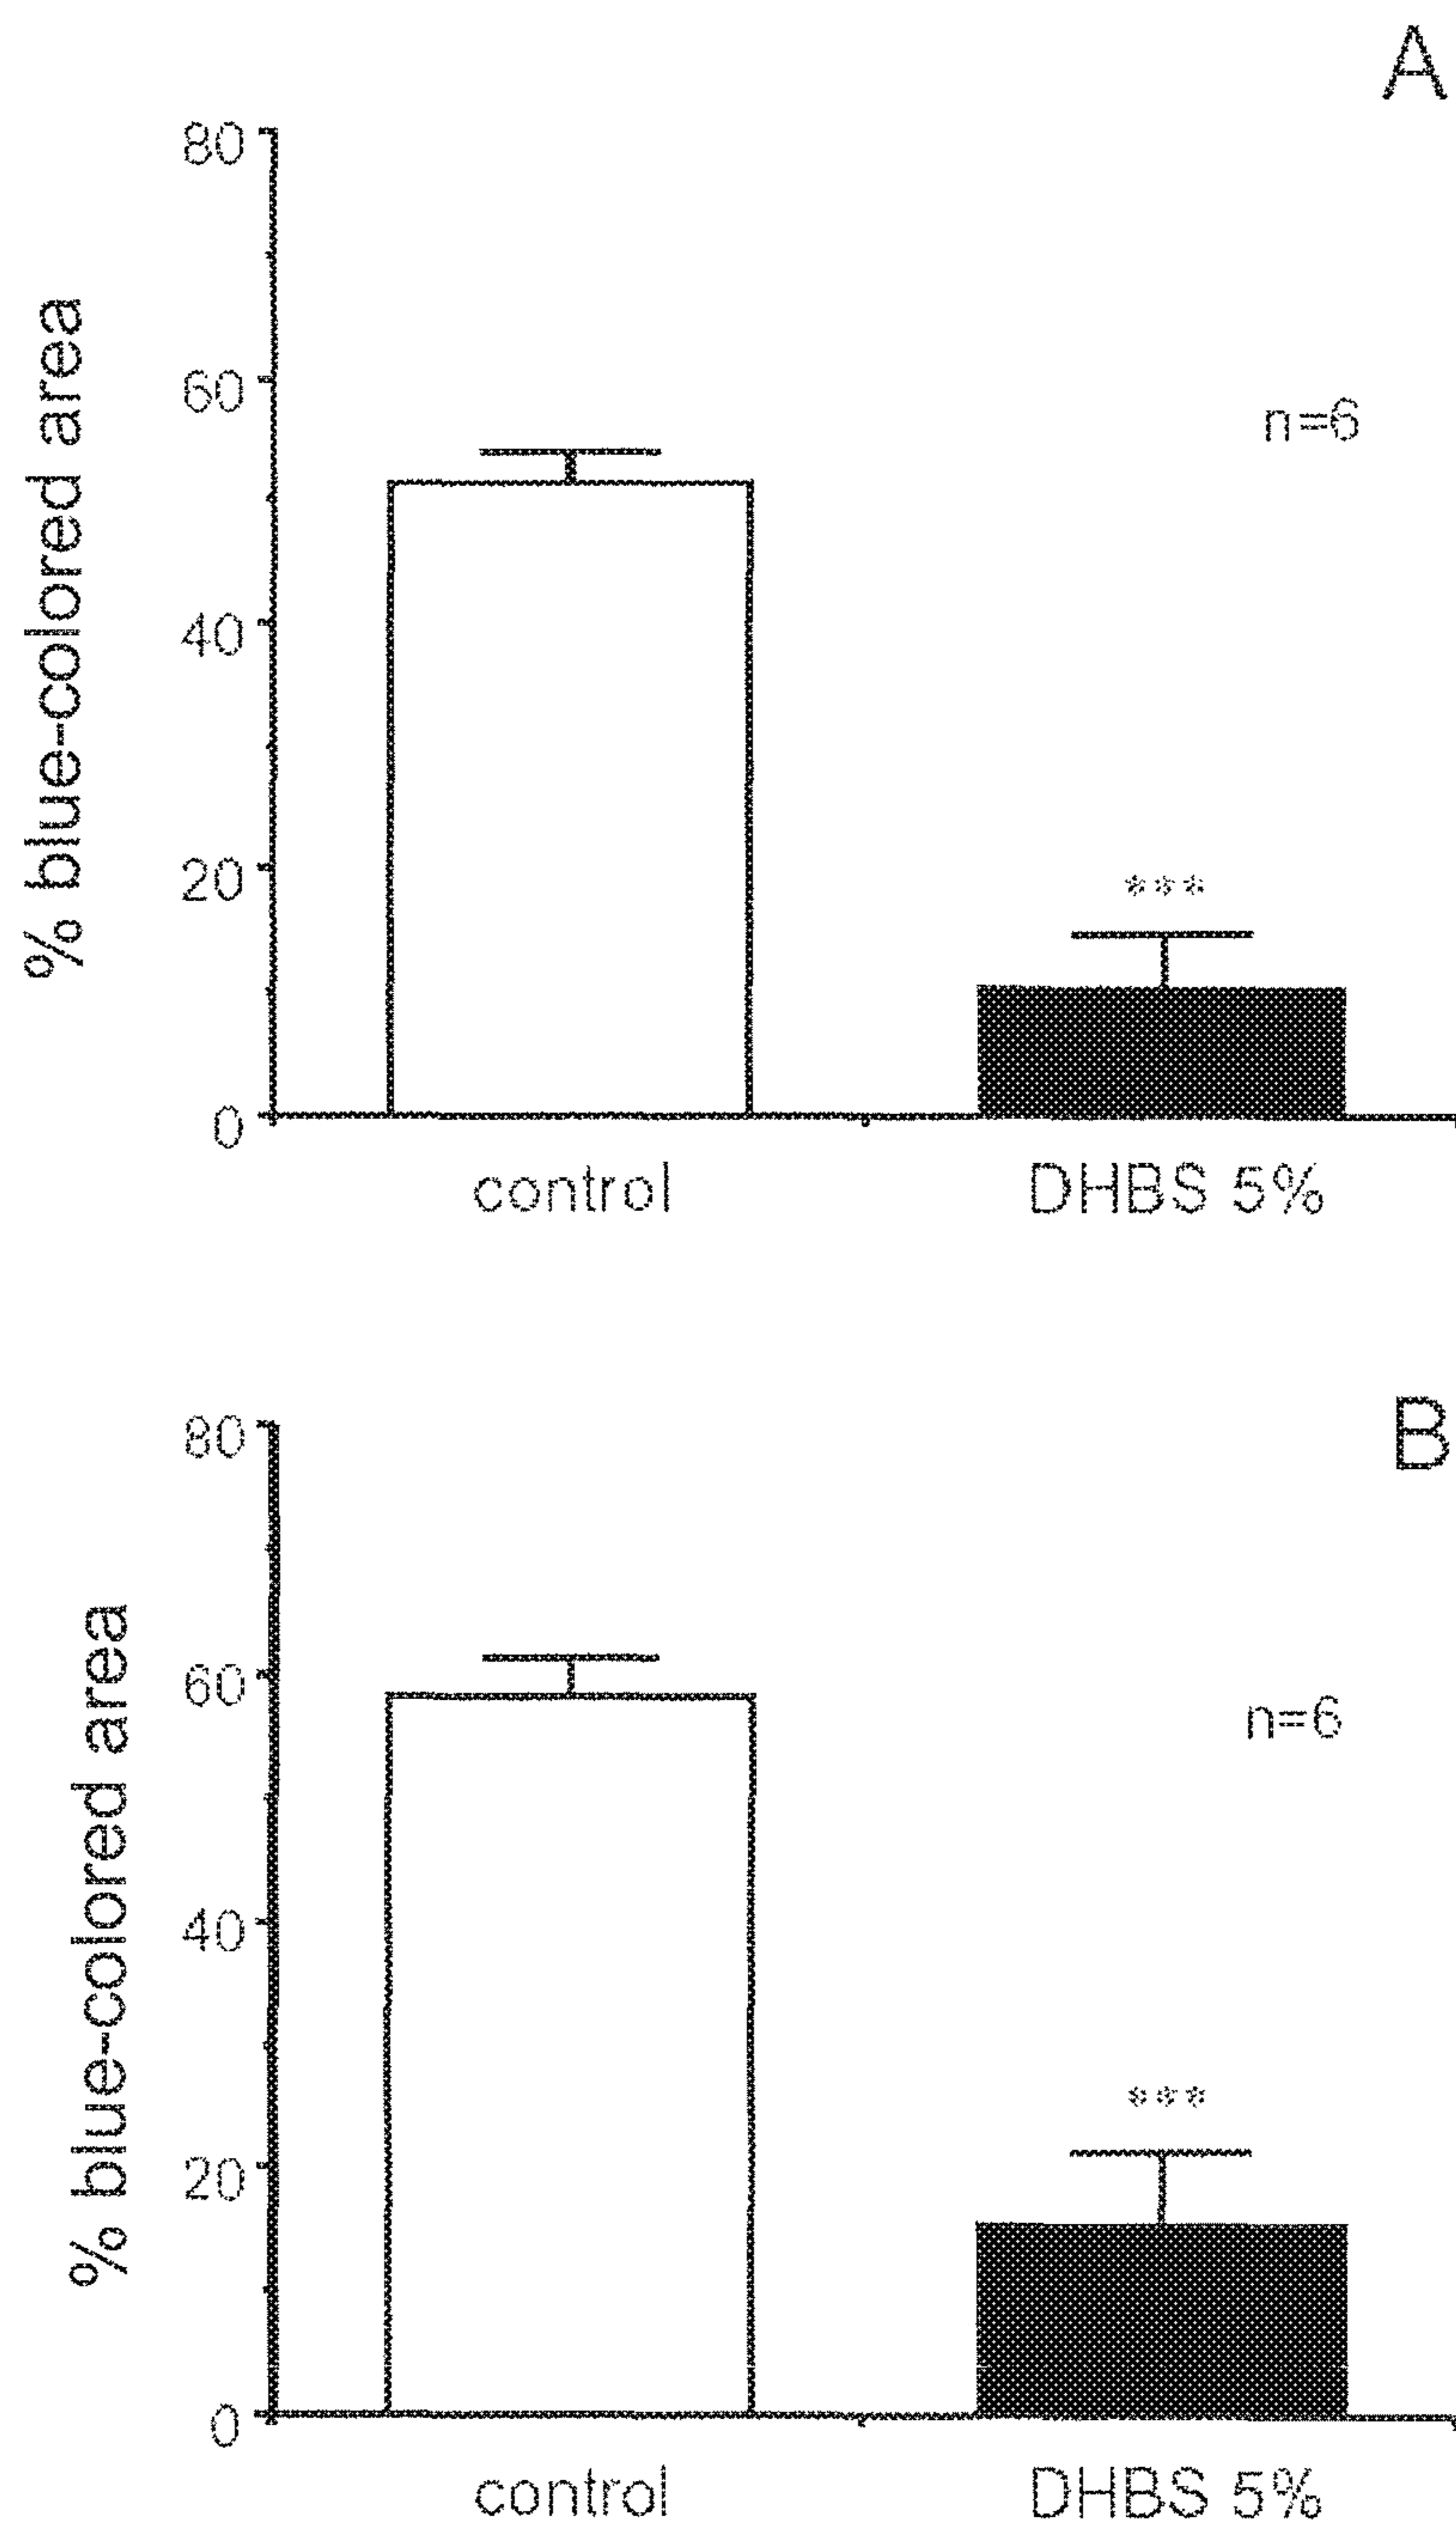 A
80
60
40
20
0
% blue-colored area
n=6
***
control
DHBS 5%
B
80
60
40
20
0
% blue-colored area
n=6
***
control
DHBS 5%